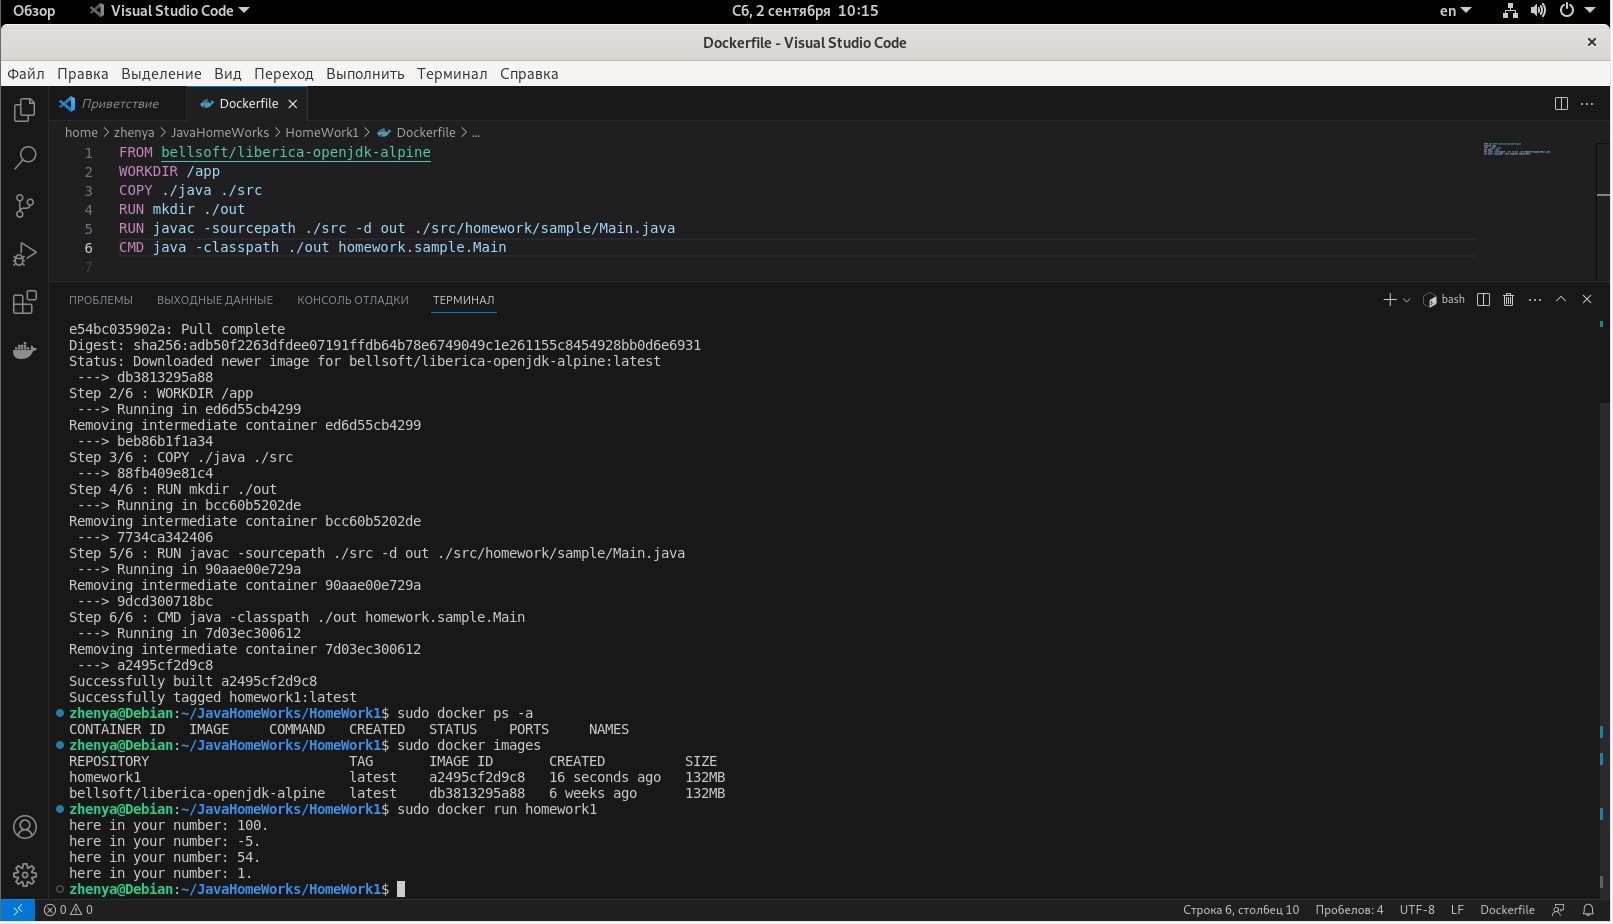 Обзор Visual Studio Code Сб, 2 сентября 10:15 en
Dockerfile - Visual Studio Code
Файл Правка Выделение Вид Переход Выполнить Терминал Справка
Приветствие Dockerfile
home > zhenya > JavaHomeWorks > HomeWork1 > Dockerfile > ...
1 FROM bellsoft/liberica-openjdk-alpine
2 WORKDIR /app
3 COPY ./java ./src
4 RUN mkdir ./out
5 RUN javac -sourcepath ./src -d out ./src/homework/sample/Main.java
6 CMD java -classpath ./out homework.sample.Main
7
ПРОБЛЕМЫ ВЫХОДНЫЕ ДАННЫЕ КОНСОЛЬ ОТЛАДКИ ТЕРМИНАЛ bash
e54bc035902a: Pull complete
Digest: sha256:adb50f2263dfdee07191ffdb64b78e6749049c1e261155c8454928bb0d6e6931
Status: Downloaded newer image for bellsoft/liberica-openjdk-alpine:latest
---> db3813295a88
Step 2/6 : WORKDIR /app
---> Running in ed6d55cb4299
Removing intermediate container ed6d55cb4299
---> beb86b1f1a34
Step 3/6 : COPY ./java ./src
---> 88fb409e81c4
Step 4/6 : RUN mkdir ./out
---> Running in bcc60b5202de
Removing intermediate container bcc60b5202de
---> 7734ca342406
Step 5/6 : RUN javac -sourcepath ./src -d out ./src/homework/sample/Main.java
---> Running in 90aae00e729a
Removing intermediate container 90aae00e729a
---> 9dcd300718bc
Step 6/6 : CMD java -classpath ./out homework.sample.Main
---> Running in 7d03ec300612
Removing intermediate container 7d03ec300612
---> a2495cf2d9c8
Successfully built a2495cf2d9c8
Successfully tagged homework1:latest
zhenya@Debian:~/JavaHomeWorks/HomeWork1$ sudo docker ps -a
CONTAINER ID IMAGE COMMAND CREATED STATUS PORTS NAMES
zhenya@Debian:~/JavaHomeWorks/HomeWork1$ sudo docker images
REPOSITORY TAG IMAGE ID CREATED SIZE
homework1 latest a2495cf2d9c8 16 seconds ago 132MB
bellsoft/liberica-openjdk-alpine latest db3813295a88 6 weeks ago 132MB
zhenya@Debian:~/JavaHomeWorks/HomeWork1$ sudo docker run homework1
here in your number: 100.
here in your number: -5.
here in your number: 54.
here in your number: 1.
zhenya@Debian:~/JavaHomeWorks/HomeWork1$
0 0 Строка 6, столбец 10 Пробелов: 4 UTF-8 LF Dockerfile